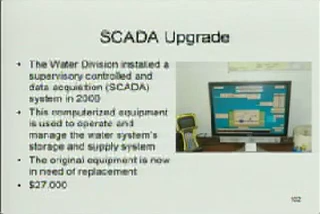 SCADA Upgrade
• The Water Division installed a
supervisory controlled and
data acquisition (SCADA)
system in 2000
• This computerized equipment
is used to operate and
manage the water system's
storage and supply system
• The original equipment is now
in need of replacement
• $27,000
102